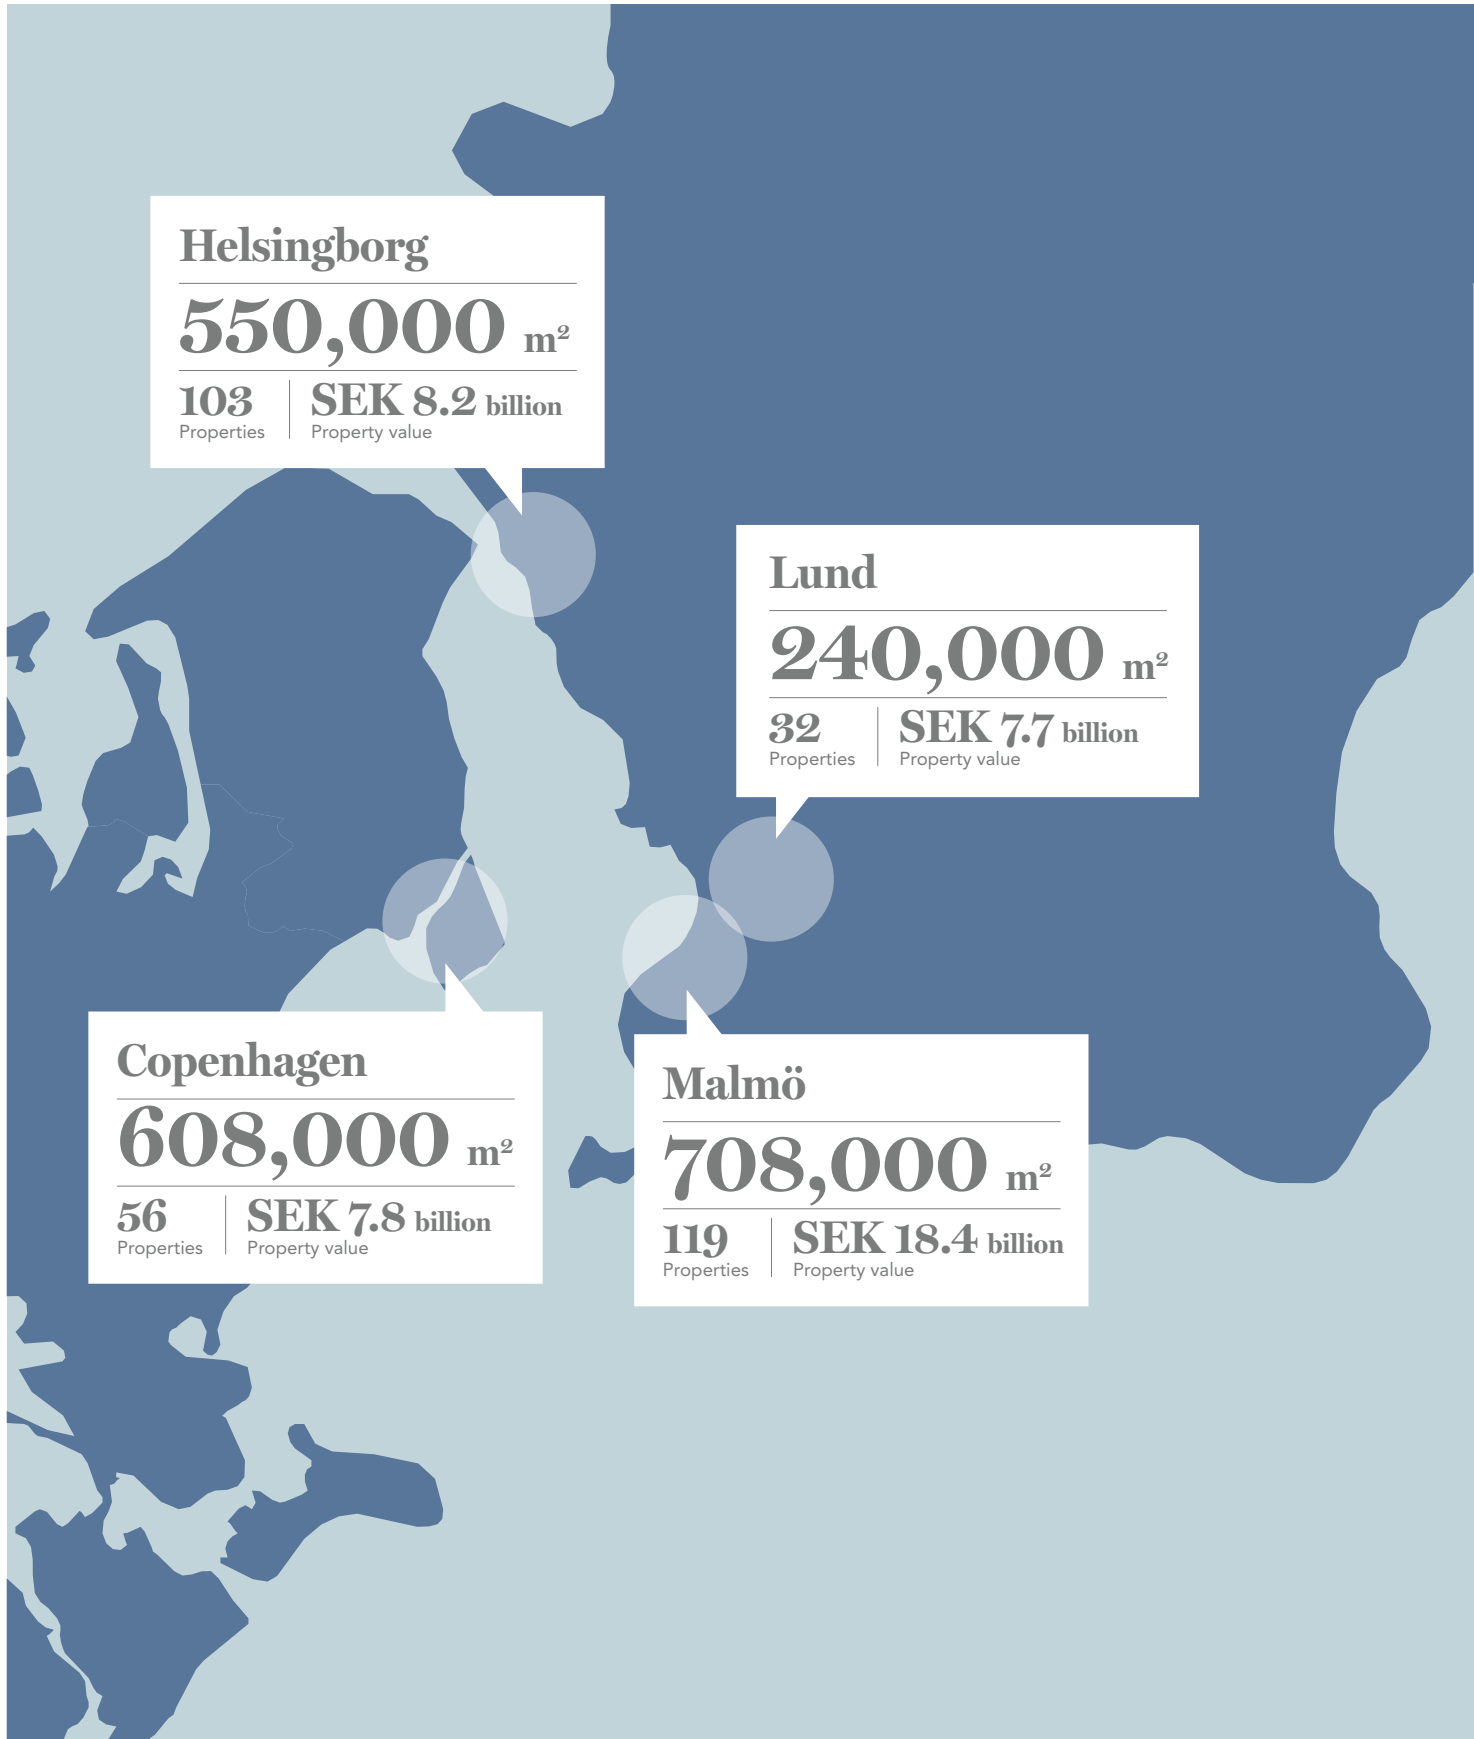 Helsingborg
550,000 m²
103 SEK 8.2 billion
Properties Property value
Lund
240,000 m²
32 SEK 7.7 billion
Properties Property value
Copenhagen
608,000 m²
56 SEK 7.8 billion
Properties Property value
Malmö
708,000 m²
119 SEK 18.4 billion
Properties Property value